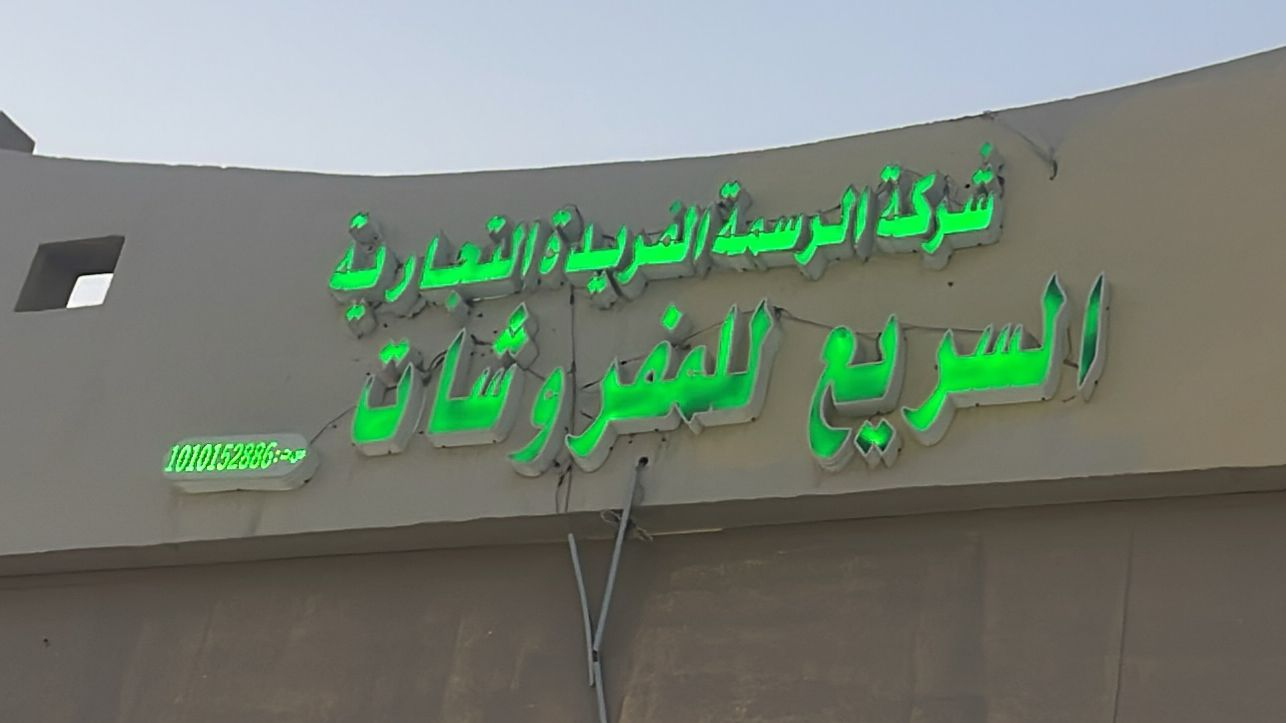 شركة الرسمة الفريدة التجارية
السريع للمفروشات
س.ت:1010152886